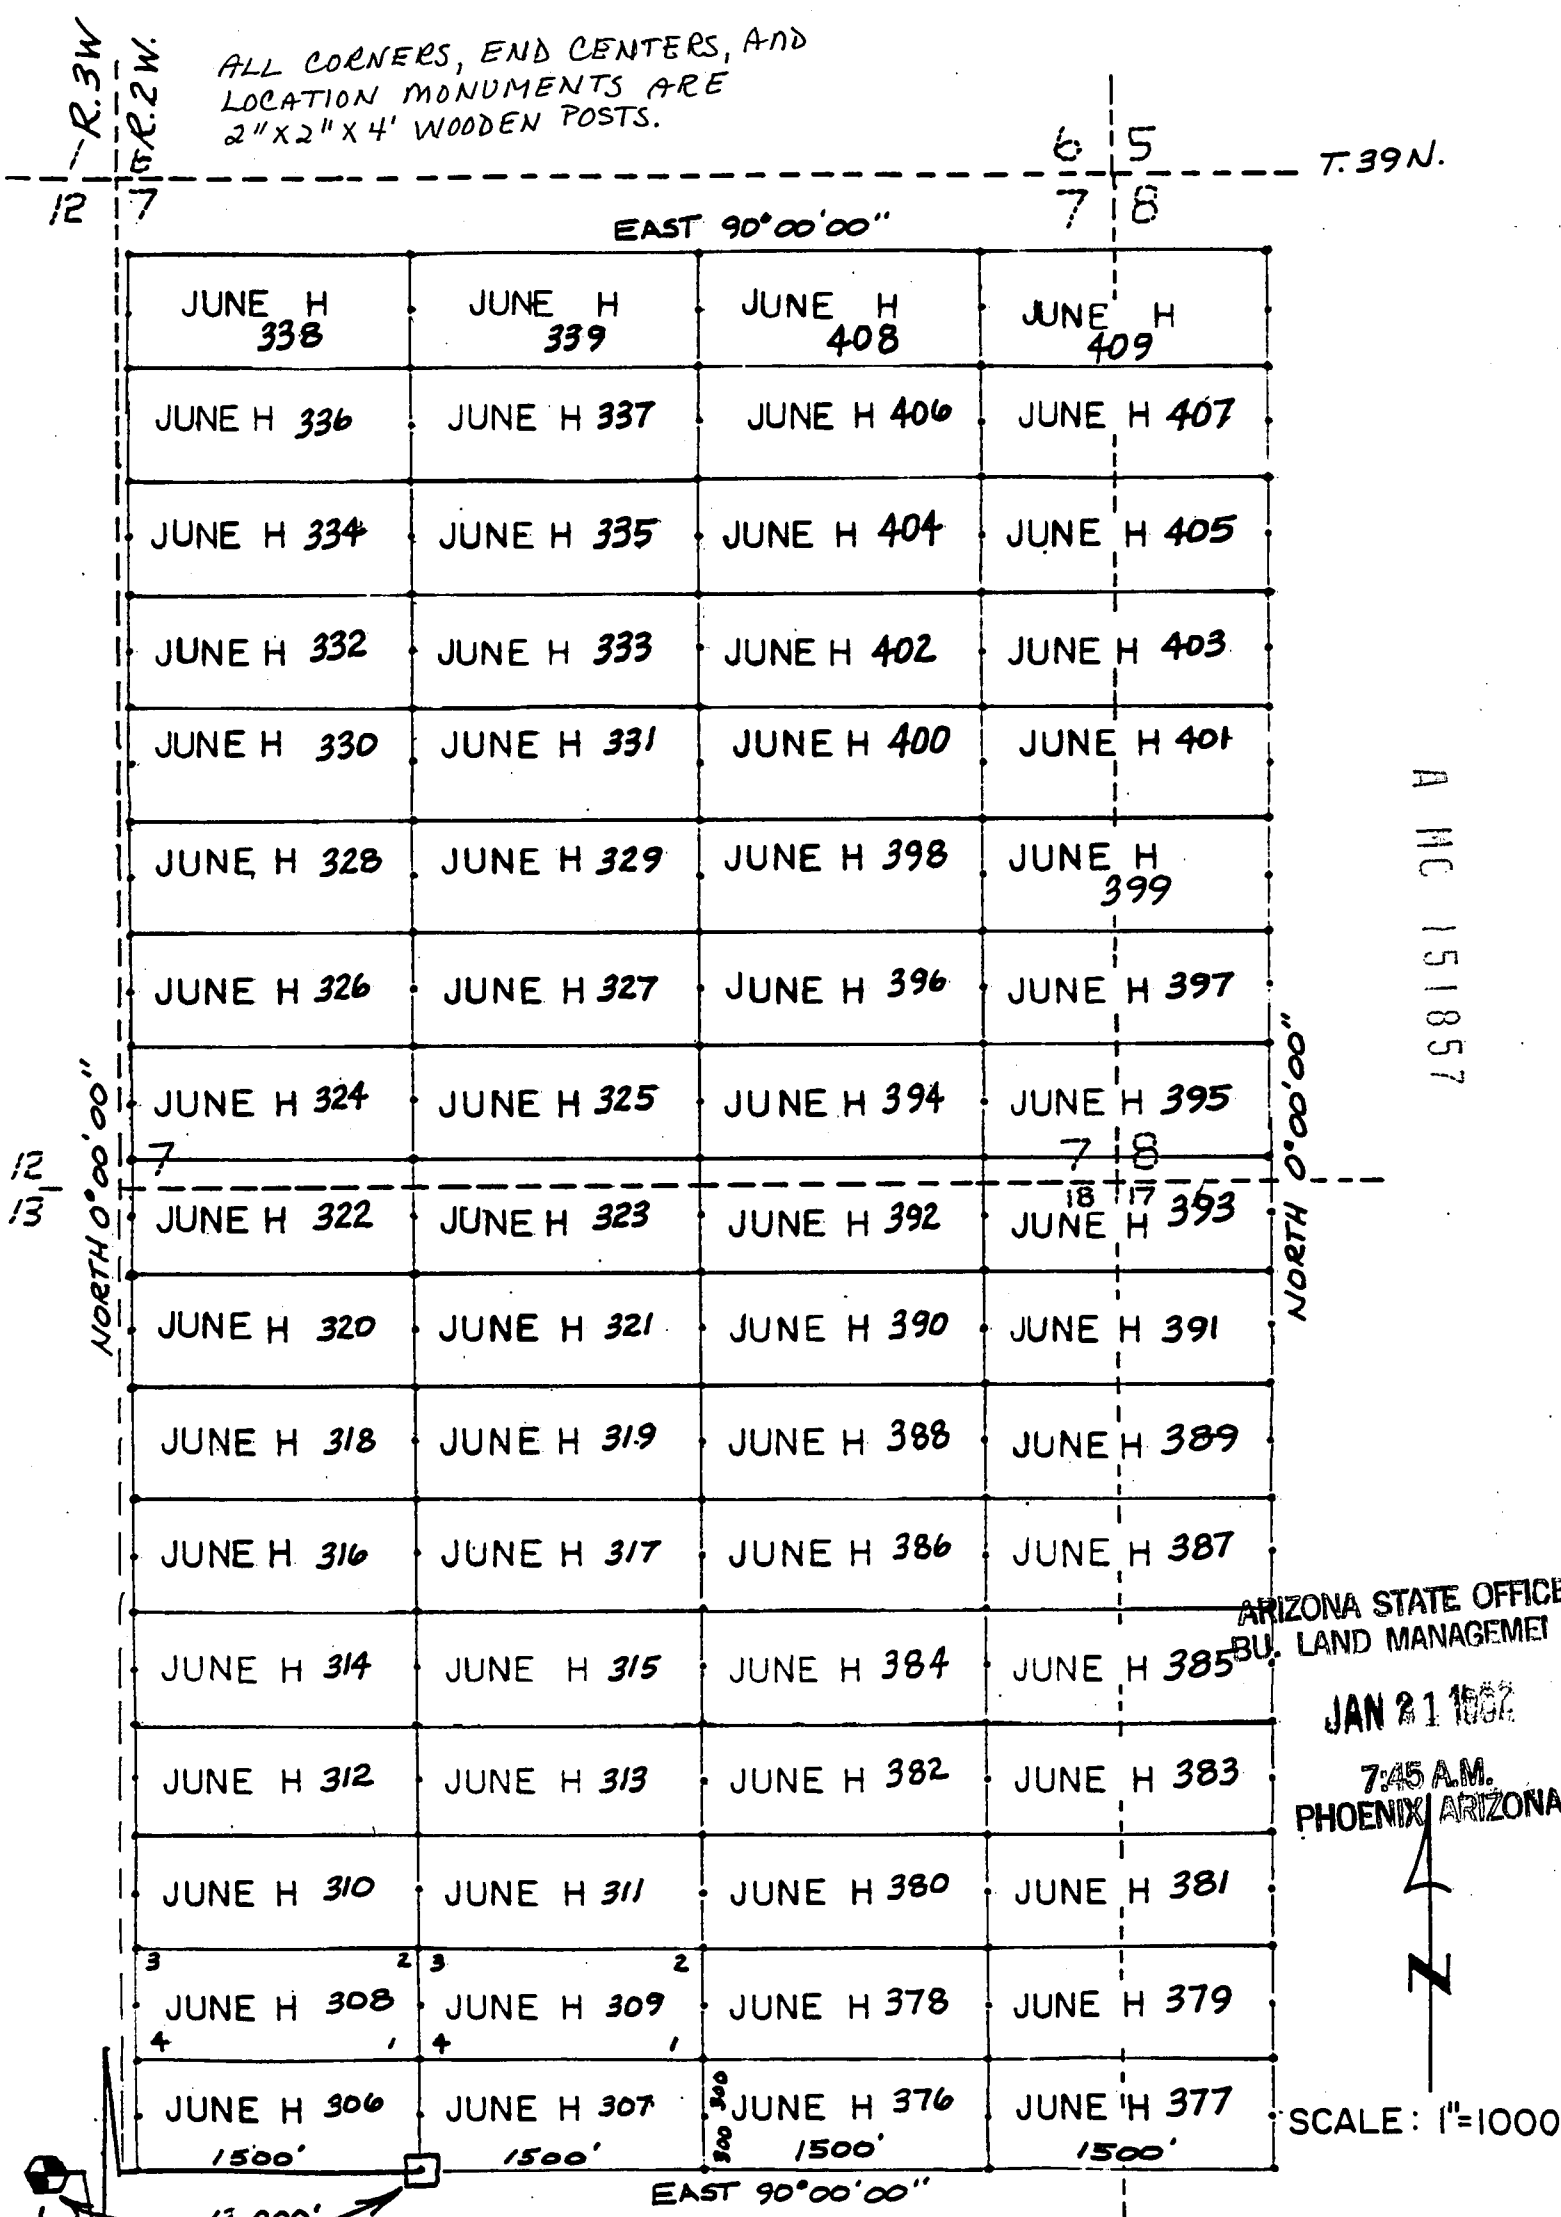 R.3W
R.2W.
ALL CORNERS, END CENTERS, AND
LOCATION MONUMENTS ARE
2"X2"X4' WOODEN POSTS.
6 5
T.39N.
12 7
7 8
EAST 90°00'00"
JUNE H 338
JUNE H 339
JUNE H 408
JUNE H 409
JUNE H 336
JUNE H 337
JUNE H 406
JUNE H 407
JUNE H 334
JUNE H 335
JUNE H 404
JUNE H 405
JUNE H 332
JUNE H 333
JUNE H 402
JUNE H 403
JUNE H 330
JUNE H 331
JUNE H 400
JUNE H 401
JUNE H 328
JUNE H 329
JUNE H 398
JUNE H 399
A MC 151857
JUNE H 326
JUNE H 327
JUNE H 396
JUNE H 397
JUNE H 324
JUNE H 325
JUNE H 394
JUNE H 395
NORTH 0°00'00"
NORTH 0°00'00"
12
13
7
7 8
18 17
JUNE H 322
JUNE H 323
JUNE H 392
JUNE H 393
JUNE H 320
JUNE H 321
JUNE H 390
JUNE H 391
JUNE H 318
JUNE H 319
JUNE H 388
JUNE H 389
JUNE H 316
JUNE H 317
JUNE H 386
JUNE H 387
ARIZONA STATE OFFICE
BU. LAND MANAGEME
JUNE H 314
JUNE H 315
JUNE H 384
JUNE H 385
JAN 21 1982
7:45 A.M.
PHOENIX ARIZONA
JUNE H 312
JUNE H 313
JUNE H 382
JUNE H 383
JUNE H 310
JUNE H 311
JUNE H 380
JUNE H 381
3 2 3 2
JUNE H 308
JUNE H 309
JUNE H 378
JUNE H 379
4 1 4 1
N
JUNE H 306
JUNE H 307
300
300
JUNE H 376
JUNE H 377
SCALE: 1"=1000
1500'
1500'
1500'
1500'
EAST 90°00'00"